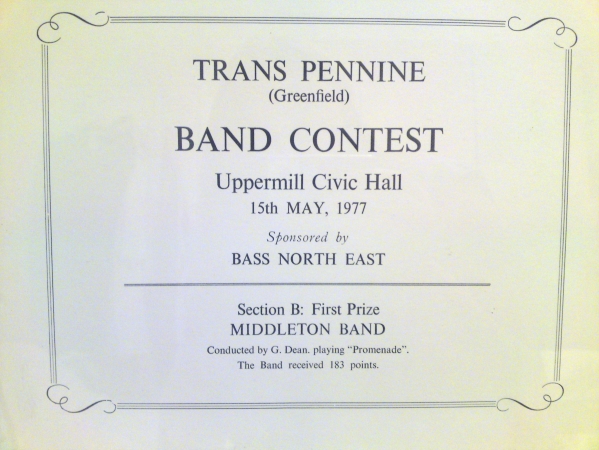 TRANS PENNINE
(Greenfield)
BAND CONTEST
Uppermill Civic Hall
15th MAY, 1977
Sponsored by
BASS NORTH EAST
Section B: First Prize
MIDDLETON BAND
Conducted by G. Dean. playing “Promenade”.
The Band received 183 points.